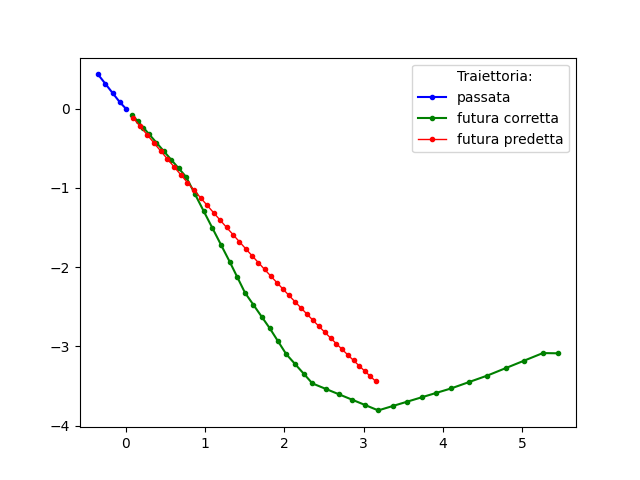 Traiettoria:
passata
futura corretta
futura predetta
0
−1
−2
−3
−4
0 1 2 3 4 5